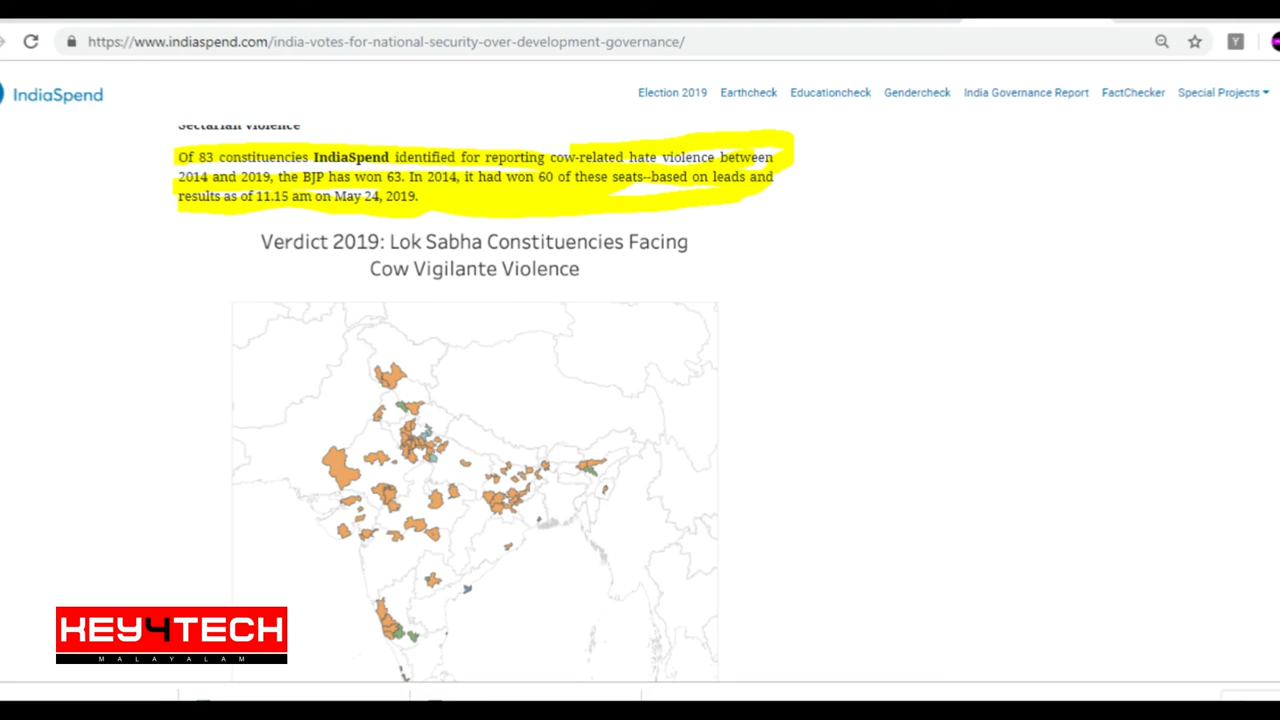 https://www.indiaspend.com/india-votes-for-national-security-over-development-governance/
Y
IndiaSpend
Election 2019 Earthcheck Educationcheck Gendercheck India Governance Report FactChecker Special Projects
Sectarian Violence
Of 83 constituencies IndiaSpend identified for reporting cow-related hate violence between
2014 and 2019, the BJP has won 63. In 2014, it had won 60 of these seats--based on leads and
results as of 11.15 am on May 24, 2019.
Verdict 2019: Lok Sabha Constituencies Facing
Cow Vigilante Violence
KEY4TECH
MALAYALAM